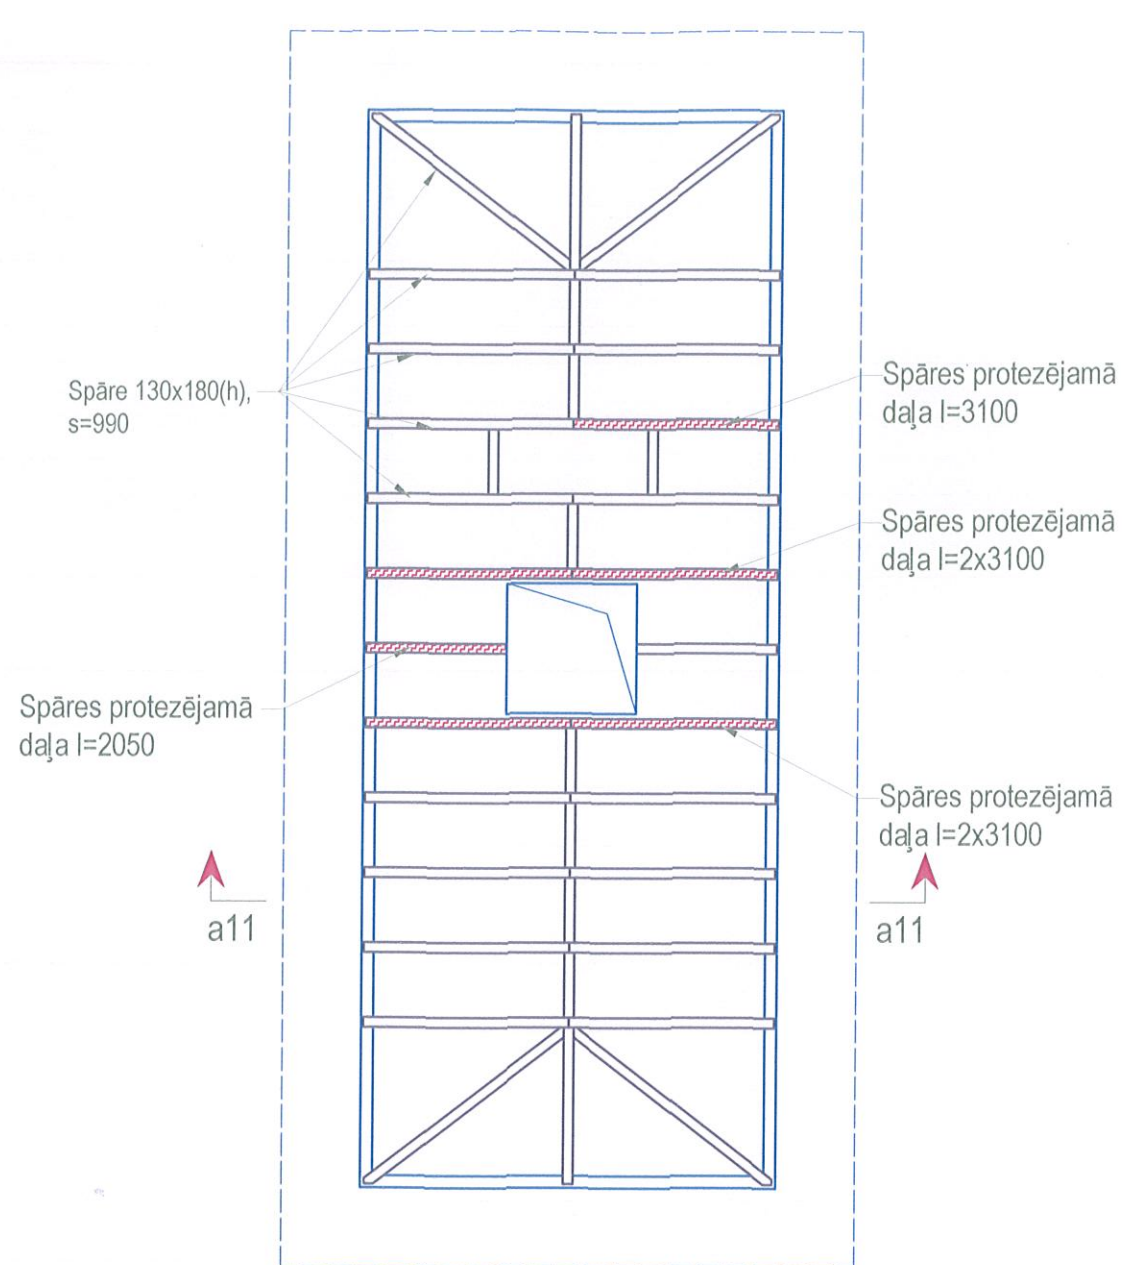 Spāre 130x180(h),
s=990
Spāres protezējamā
daļa l=3100
Spāres protezējamā
daļa l=2x3100
Spāres protezējamā
daļa l=2050
Spāres protezējamā
daļa l=2x3100
a11
a11